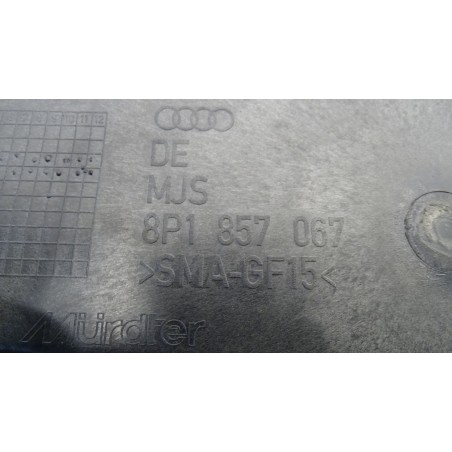 DE
MJS
8P1 857 067
>SMA-GF15<
Mürdter